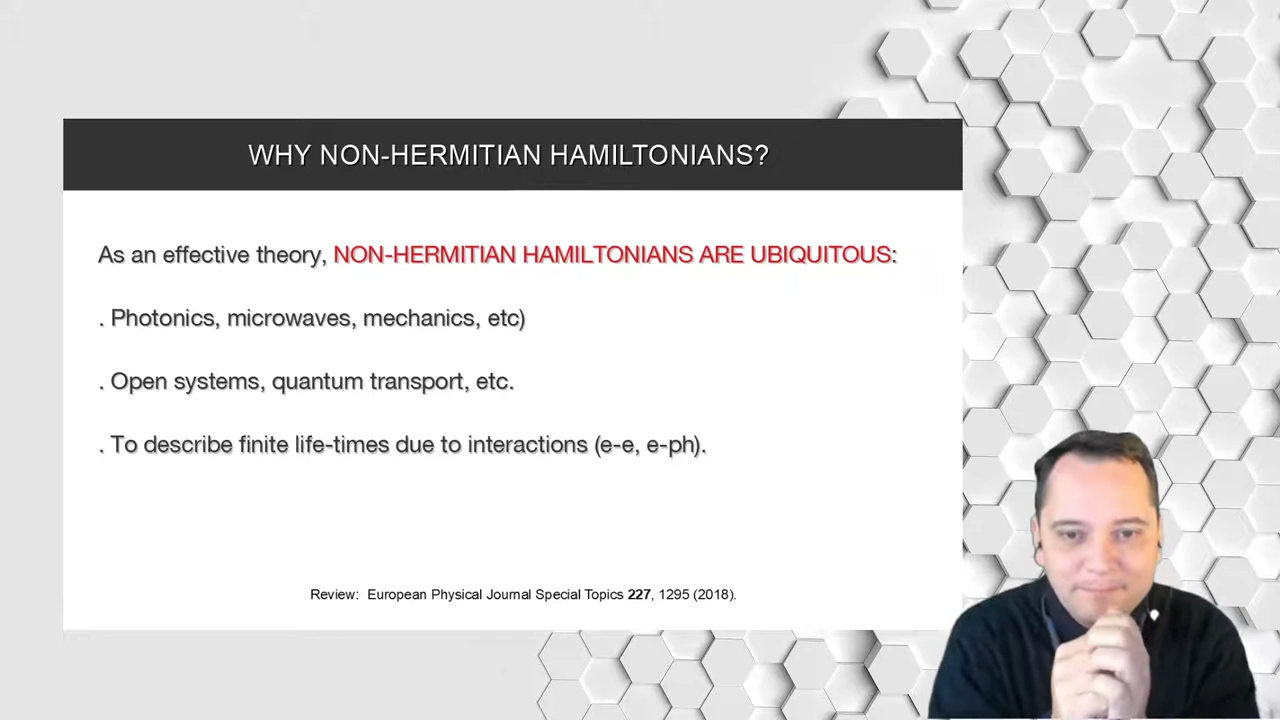 WHY NON-HERMITIAN HAMILTONIANS?
As an effective theory, NON-HERMITIAN HAMILTONIANS ARE UBIQUITOUS:
. Photonics, microwaves, mechanics, etc)
. Open systems, quantum transport, etc.
. To describe finite life-times due to interactions (e-e, e-ph).
Review: European Physical Journal Special Topics 227, 1295 (2018).